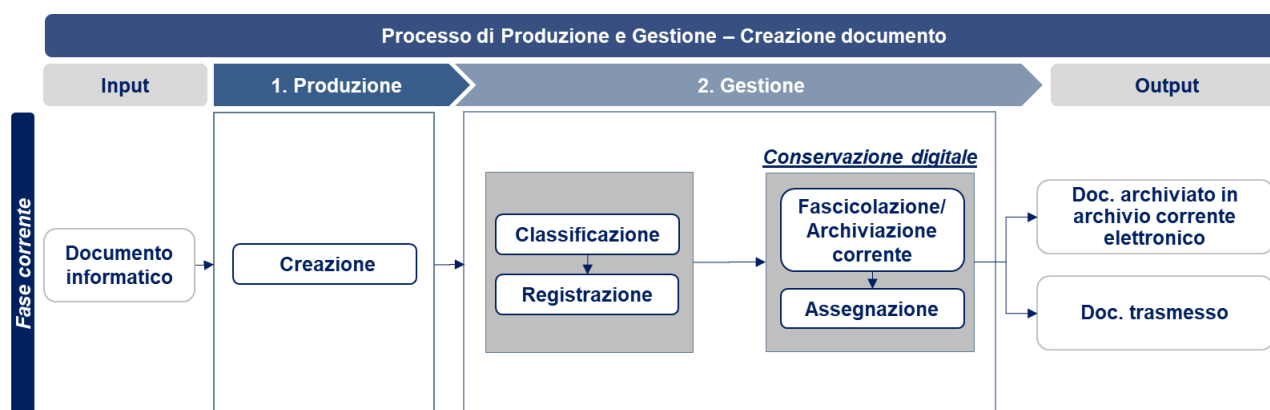 Processo di Produzione e Gestione – Creazione documento
Input
1. Produzione
2. Gestione
Output
Fase corrente
Documento
informatico
Creazione
Classificazione
Registrazione
Conservazione digitale
Fascicolazione/
Archiviazione
corrente
Assegnazione
Doc. archiviato in
archivio corrente
elettronico
Doc. trasmesso